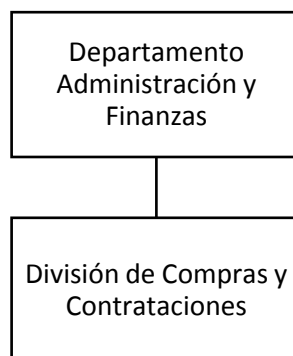 Departamento
Administración y
Finanzas
División de Compras y
Contrataciones